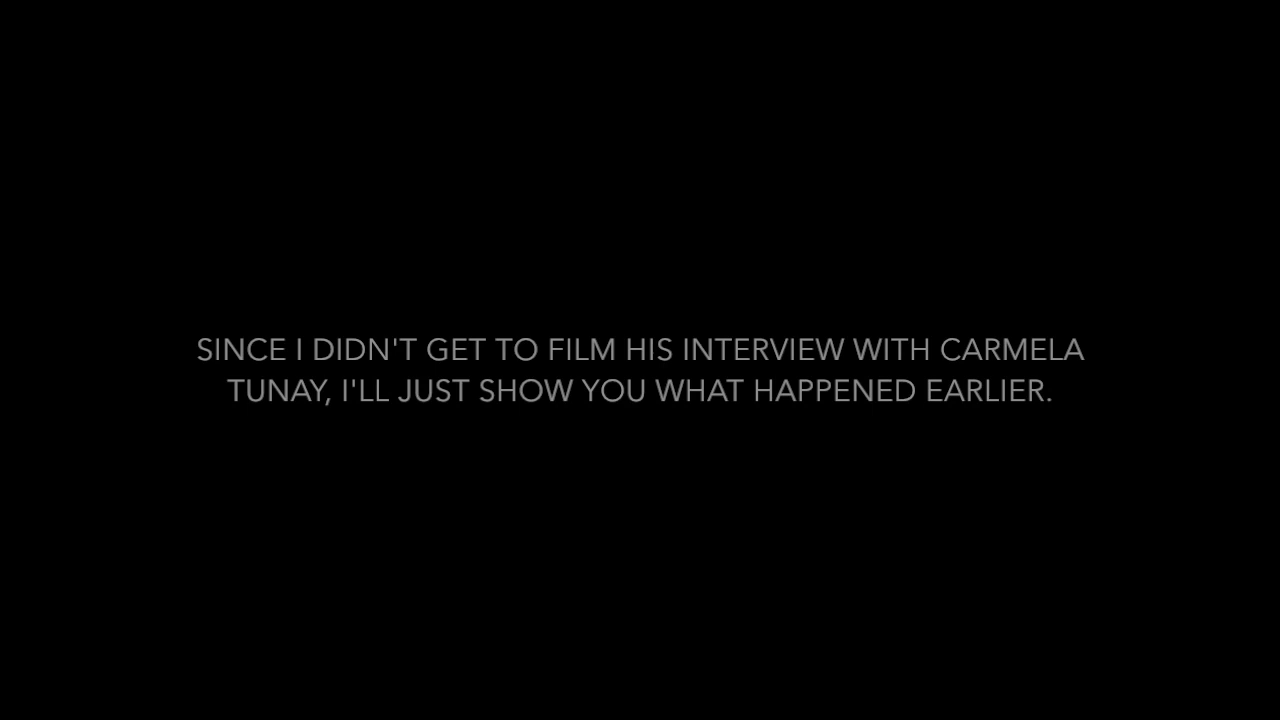 SINCE I DIDN'T GET TO FILM HIS INTERVIEW WITH CARMELA
TUNAY, I'LL JUST SHOW YOU WHAT HAPPENED EARLIER.